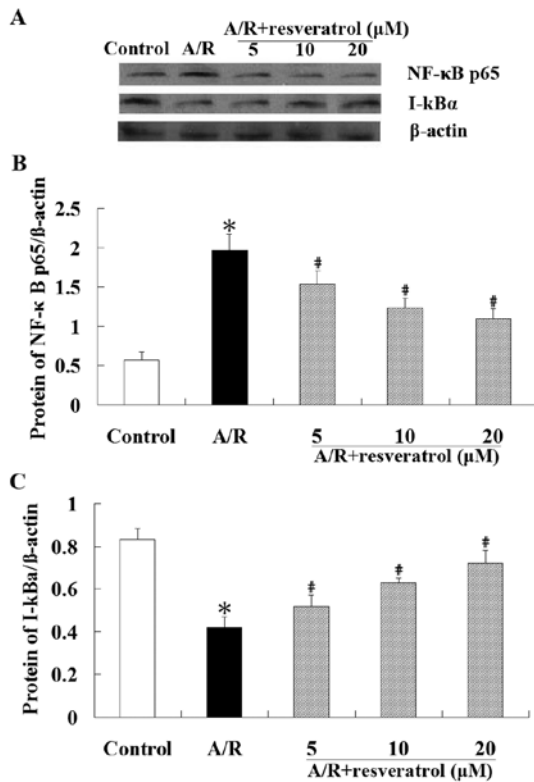 A
A/R+resveratrol (μM)
Control A/R 5 10 20
NF-κB p65
I-kBα
β-actin
B
Protein of NF-κ B p65/ß-actin
2.5
2
1.5
1
0.5
0
*
#
#
#
Control A/R 5 10 20
A/R+resveratrol (μM)
C
Protein of I-kBa/ß-actin
1
0.8
0.6
0.4
0.2
0
*
#
#
#
Control A/R 5 10 20
A/R+resveratrol (μM)